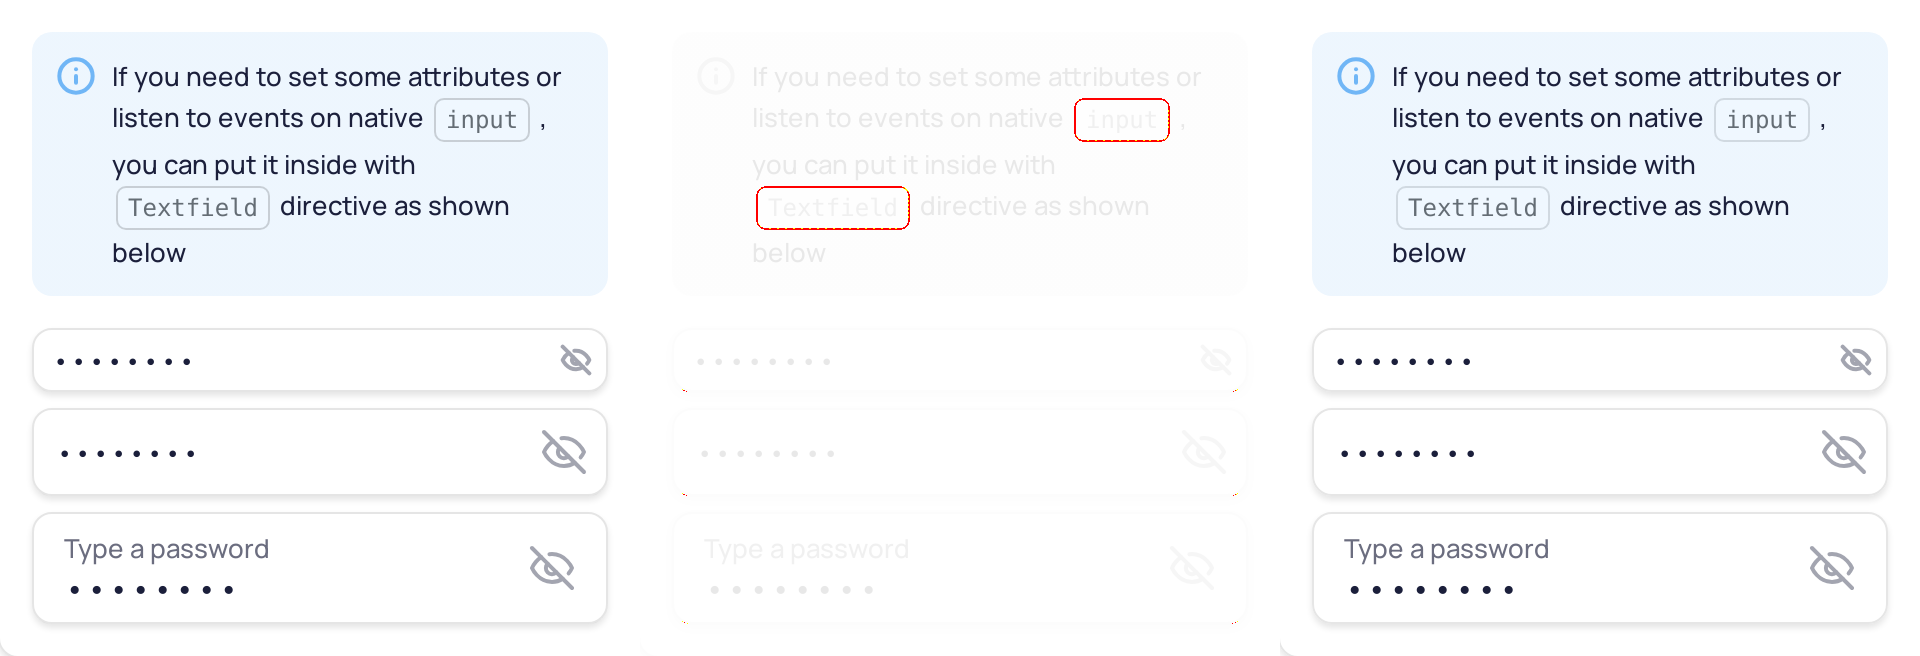 If you need to set some attributes or
listen to events on native input ,
you can put it inside with
Textfield directive as shown
below
••••••••
••••••••
Type a password
••••••••
If you need to set some attributes or
listen to events on native input ,
you can put it inside with
Textfield directive as shown
below
••••••••
••••••••
Type a password
••••••••
If you need to set some attributes or
listen to events on native input ,
you can put it inside with
Textfield directive as shown
below
••••••••
••••••••
Type a password
••••••••